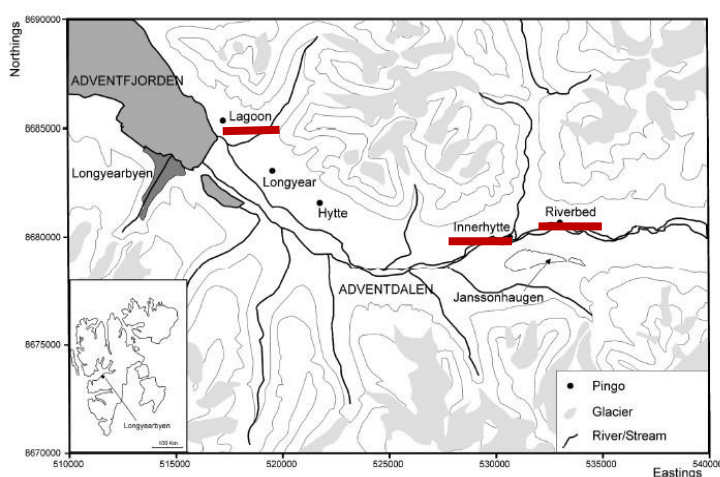 Northings
8690000
ADVENTFJORDEN
Lagoon
8685000
Longyearbyen
Longyear
Hytte
Innerhytte
Riverbed
8680000
ADVENTDALEN
Janssonhaugen
8675000
Longyearbyen
100 Km
Pingo
Glacier
River/Stream
8670000
510000
515000
520000
525000
530000
535000
540000
Eastings